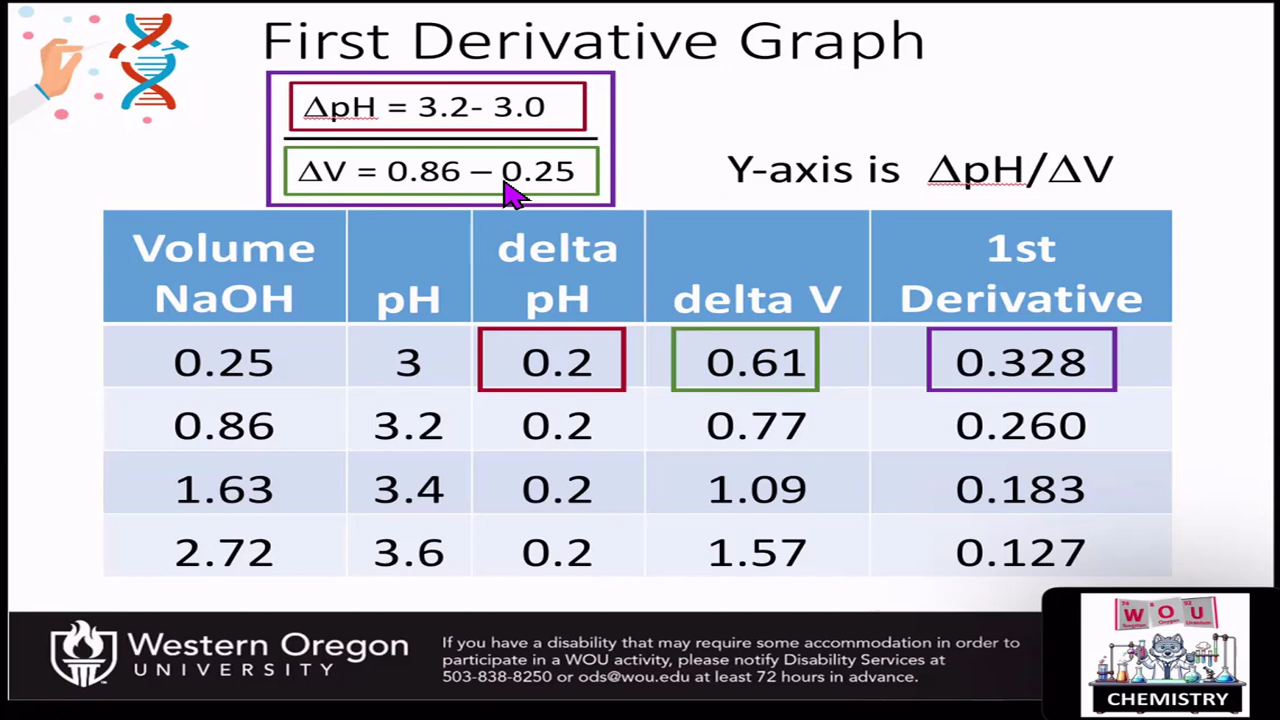 First Derivative Graph
ΔpH = 3.2- 3.0
ΔV = 0.86 – 0.25
Y-axis is ΔpH/ΔV
Volume NaOH pH delta pH delta V 1st Derivative
0.25 3 0.2 0.61 0.328
0.86 3.2 0.2 0.77 0.260
1.63 3.4 0.2 1.09 0.183
2.72 3.6 0.2 1.57 0.127
Western Oregon
UNIVERSITY
If you have a disability that may require some accommodation in order to
participate in a WOU activity, please notify Disability Services at
503-838-8250 or ods@wou.edu at least 72 hours in advance.
W O U
CHEMISTRY